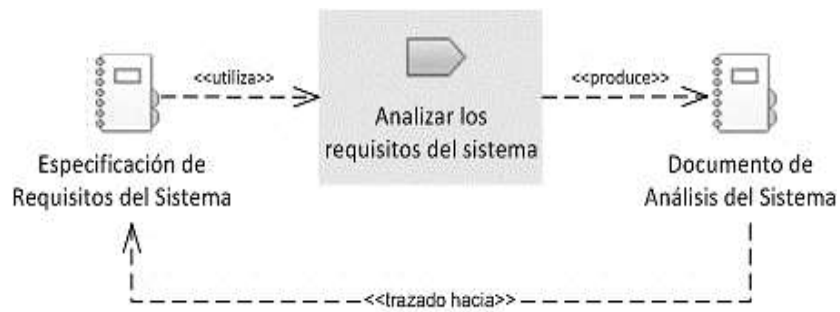 <<utiliza>>
<<produce>>
Analizar los
requisitos del sistema
Especificación de
Requisitos del Sistema
Documento de
Análisis del Sistema
<<trazado hacia>>